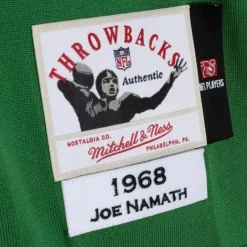 THROWBACKS
NFL
Authentic
NOSTALGIA CO.
Mitchell & Ness
PHILADELPHIA, PA.
NFL PLAYERS
1968
JOE NAMATH